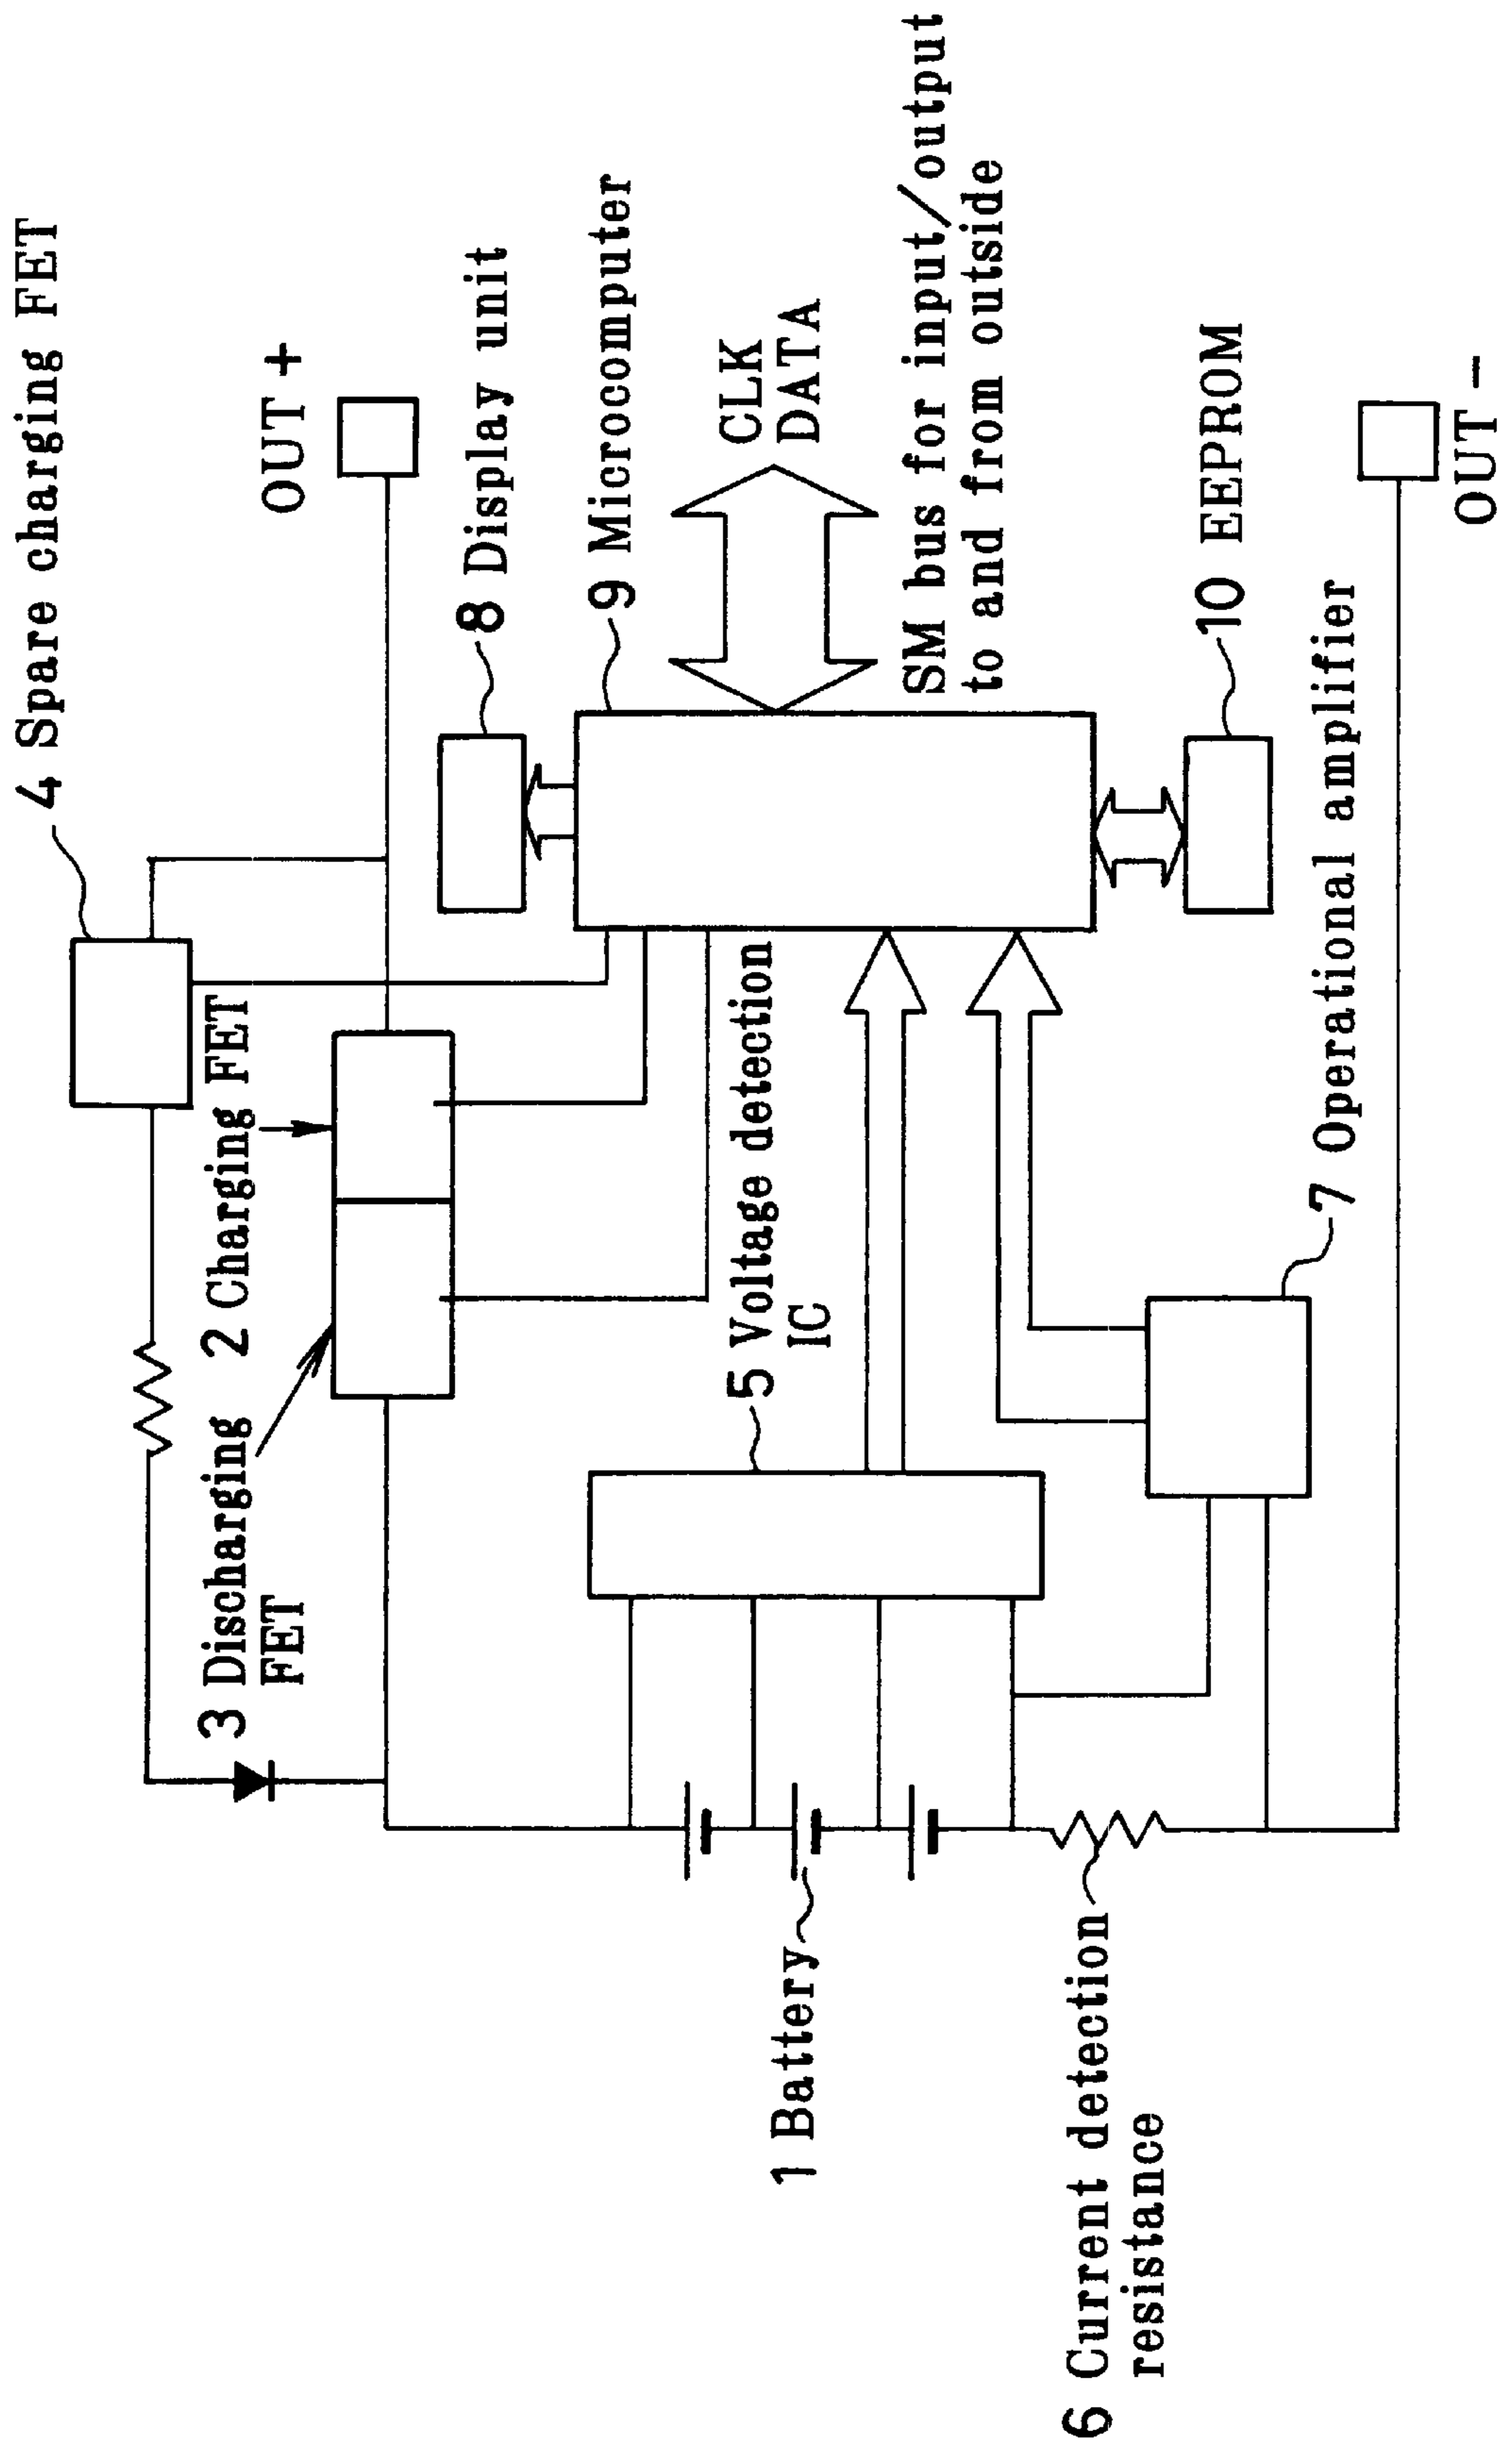 4 Spare charging FET
OUT +
3 Discharging
FET
2 Charging FET
8 Display unit
9 Microcomputer
5 Voltage detection
IC
CLK
DATA
1 Battery
SM bus for input/output
to and from outside
6 Current detection
resistance
10 EEPROM
7 Operational amplifier
OUT -